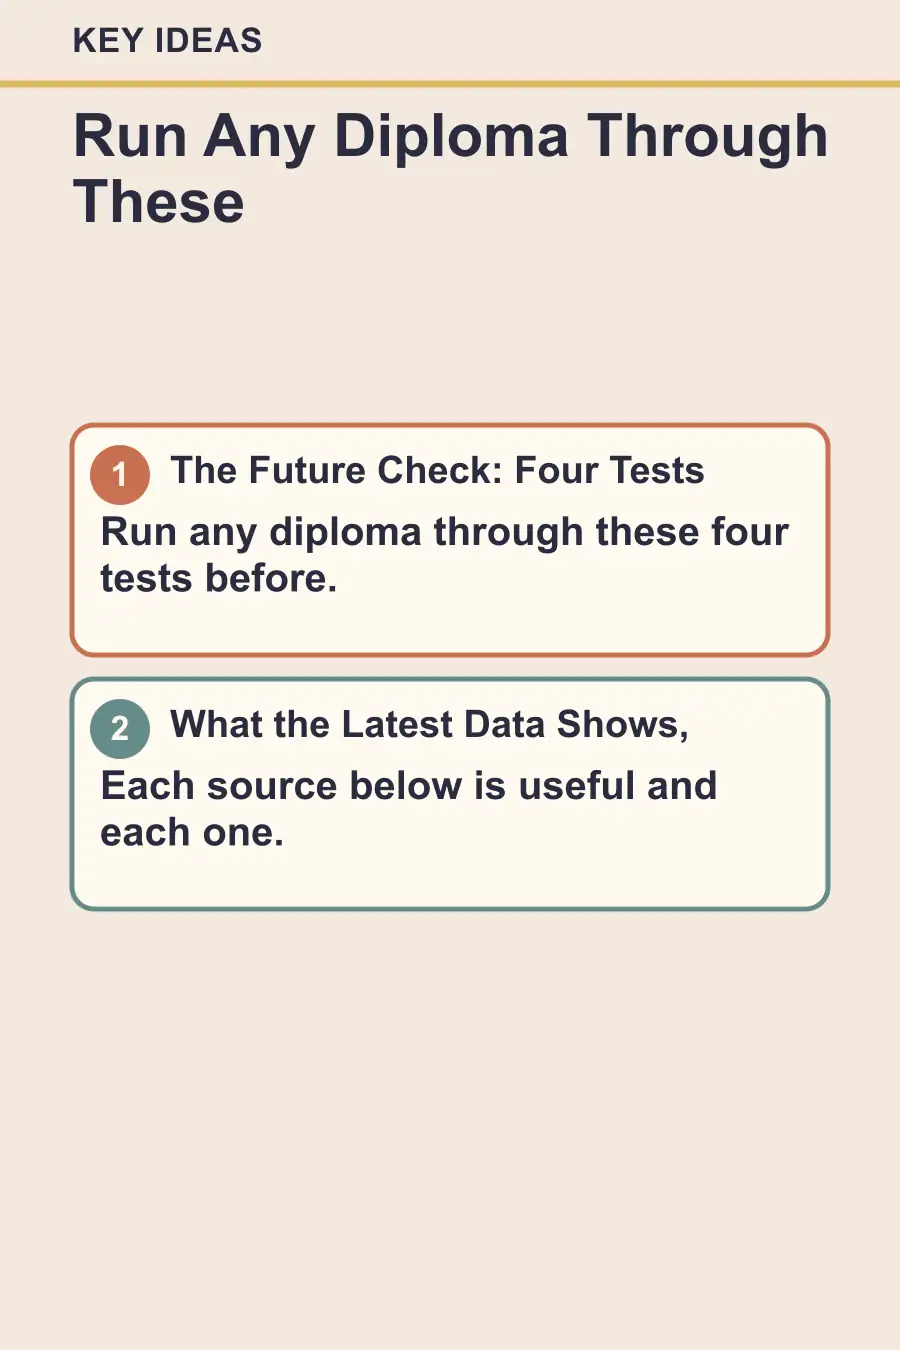 KEY IDEAS
Run Any Diploma Through
These
1
The Future Check: Four Tests
Run any diploma through these four
tests before.
2
What the Latest Data Shows,
Each source below is useful and
each one.